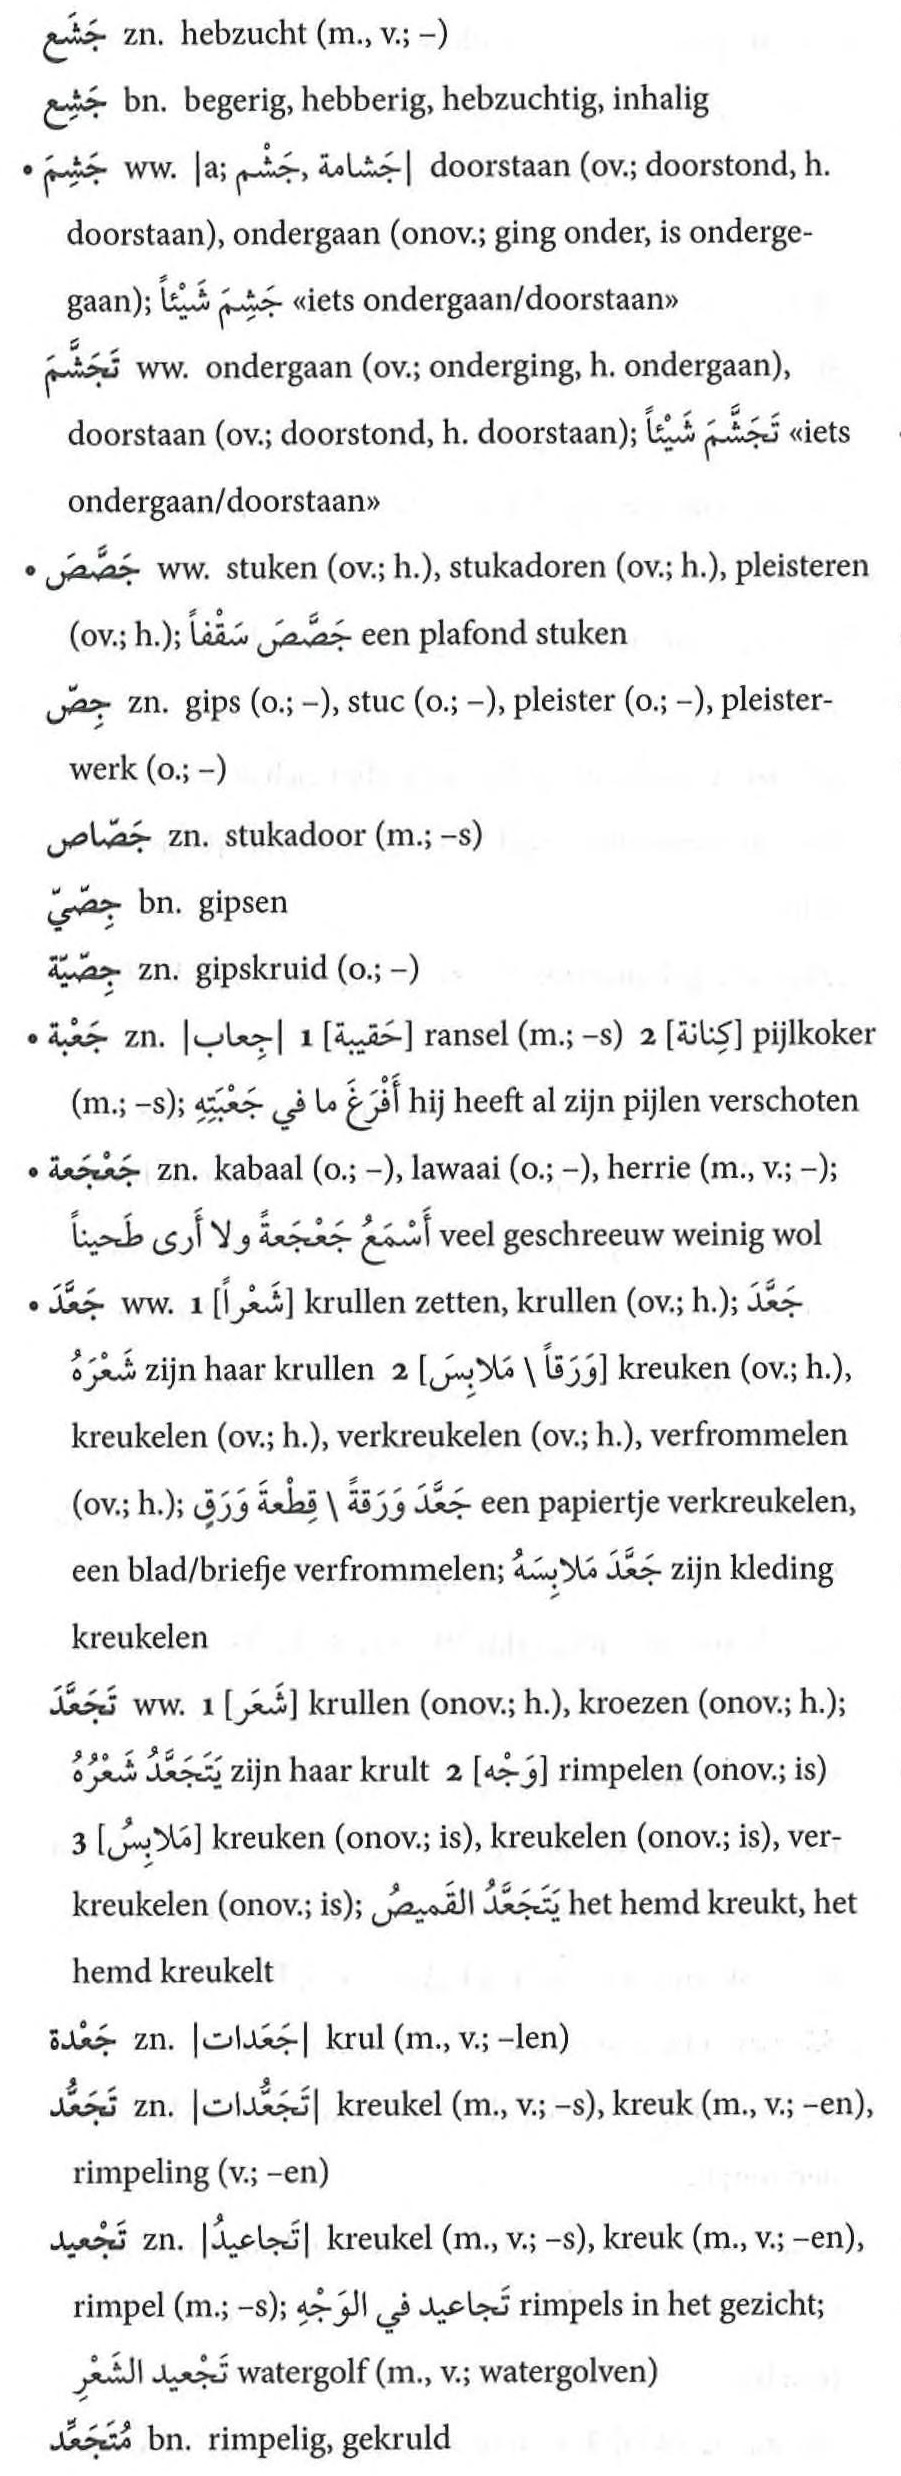 جَشَع zn. hebzucht (m., v.; –)
جَشِع bn. begerig, hebberig, hebzuchtig, inhalig
• جَشِمَ ww. |a; جَشْم, جَشامة| doorstaan (ov.; doorstond, h.
doorstaan), ondergaan (onov.; ging onder, is onderge-
gaan); جَشِمَ شَيْئاً «iets ondergaan/doorstaan»
تَجَشَّمَ ww. ondergaan (ov.; onderging, h. ondergaan),
doorstaan (ov.; doorstond, h. doorstaan); تَجَشَّمَ شَيْئاً «iets
ondergaan/doorstaan»
• جَصَّصَ ww. stuken (ov.; h.), stukadoren (ov.; h.), pleisteren
(ov.; h.); جَصَّصَ سَقْفاً een plafond stuken
جِصّ zn. gips (o.; –), stuc (o.; –), pleister (o.; –), pleister-
werk (o.; –)
جَصّاص zn. stukadoor (m.; –s)
جِصّيّ bn. gipsen
جِصّيّة zn. gipskruid (o.; –)
• جَعْبة zn. |جِعاب| 1 [حَقيبة] ransel (m.; –s) 2 [كِنانة] pijlkoker
(m.; –s); أَفْرَغَ ما في جَعْبَتِهِ hij heeft al zijn pijlen verschoten
• جَعْجَعة zn. kabaal (o.; –), lawaai (o.; –), herrie (m., v.; –);
أَسْمَعُ جَعْجَعةً ولا أَرى طَحيناً veel geschreeuw weinig wol
• جَعَّدَ ww. 1 [شَعْراً] krullen zetten, krullen (ov.; h.); جَعَّدَ
شَعْرَهُ zijn haar krullen 2 [وَرَقاً \ مَلابِسَ] kreuken (ov.; h.),
kreukelen (ov.; h.), verkreukelen (ov.; h.), verfrommelen
(ov.; h.); جَعَّدَ وَرَقةً \ قِطْعةَ وَرَقٍ een papiertje verkreukelen,
een blad/briefje verfrommelen; جَعَّدَ مَلابِسَهُ zijn kleding
kreukelen
تَجَعَّدَ ww. 1 [شَعَر] krullen (onov.; h.), kroezen (onov.; h.);
يَتَجَعَّدُ شَعْرُهُ zijn haar krult 2 [وَجْه] rimpelen (onov.; is)
3 [مَلابِسُ] kreuken (onov.; is), kreukelen (onov.; is), ver-
kreukelen (onov.; is); يَتَجَعَّدُ القَميصُ het hemd kreukt, het
hemd kreukelt
جَعْدة zn. |جَعَدات| krul (m., v.; –len)
تَجَعُّد zn. |تَجَعُّدات| kreukel (m., v.; –s), kreuk (m., v.; –en),
rimpeling (v.; –en)
تَجْعيد zn. |تَجاعيدُ| kreukel (m., v.; –s), kreuk (m., v.; –en),
rimpel (m.; –s); تَجاعيد في الوَجْهِ rimpels in het gezicht;
تَجْعيد الشَعْرِ watergolf (m., v.; watergolven)
مُتَجَعِّد bn. rimpelig, gekruld